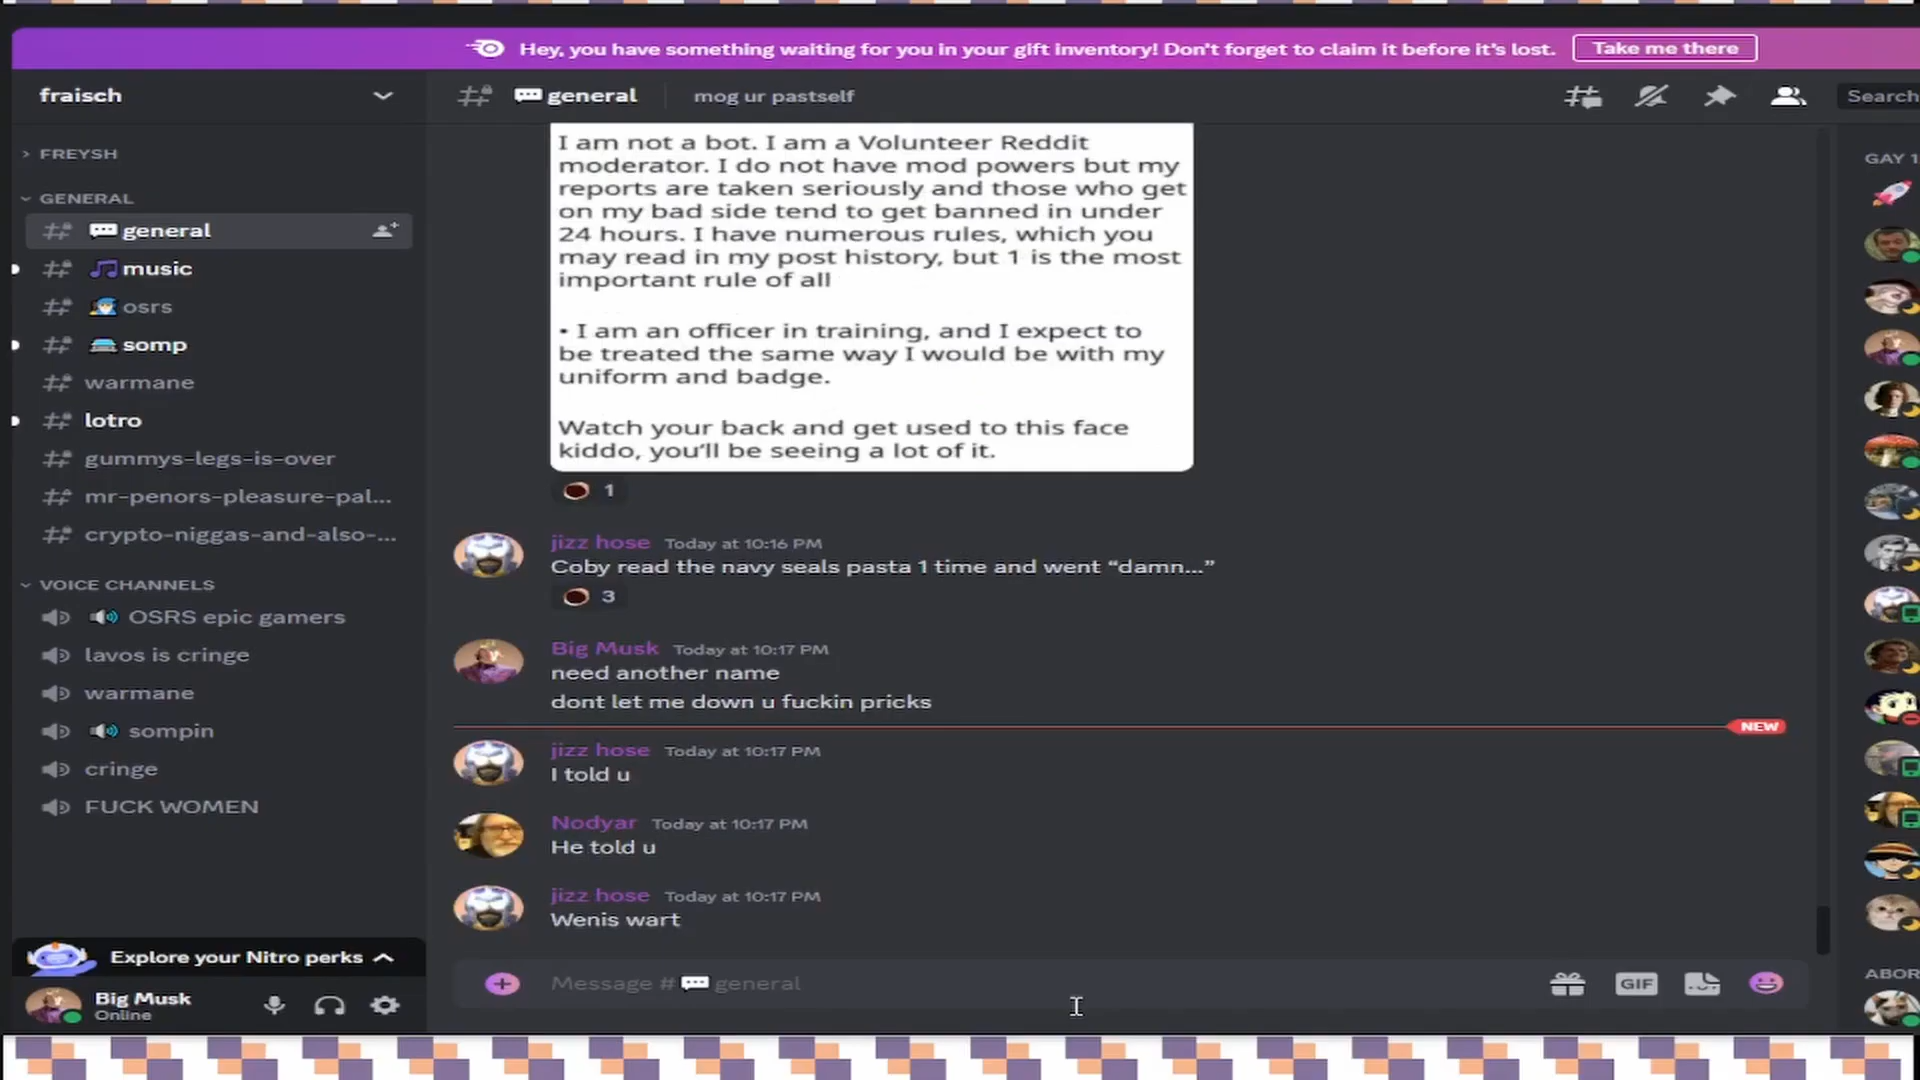 Hey, you have something waiting for you in your gift inventory! Don't forget to claim it before it's lost.
Take me there
fraisch
general
mog ur pastself
Search
FREYSH
GENERAL
general
music
osrs
somp
warmane
lotro
gummys-legs-is-over
mr-penors-pleasure-pal...
crypto-niggas-and-also-...
VOICE CHANNELS
OSRS epic gamers
lavos is cringe
warmane
sompin
cringe
FUCK WOMEN
Explore your Nitro perks
Big Musk
Online
I am not a bot. I am a Volunteer Reddit
moderator. I do not have mod powers but my
reports are taken seriously and those who get
on my bad side tend to get banned in under
24 hours. I have numerous rules, which you
may read in my post history, but 1 is the most
important rule of all
• I am an officer in training, and I expect to
be treated the same way I would be with my
uniform and badge.
Watch your back and get used to this face
kiddo, you'll be seeing a lot of it.
1
jizz hose Today at 10:16 PM
Coby read the navy seals pasta 1 time and went “damn...”
3
Big Musk Today at 10:17 PM
need another name
dont let me down u fuckin pricks
NEW
jizz hose Today at 10:17 PM
I told u
Nodyar Today at 10:17 PM
He told u
jizz hose Today at 10:17 PM
Wenis wart
Message # general
GIF
GAY 1
ABOR